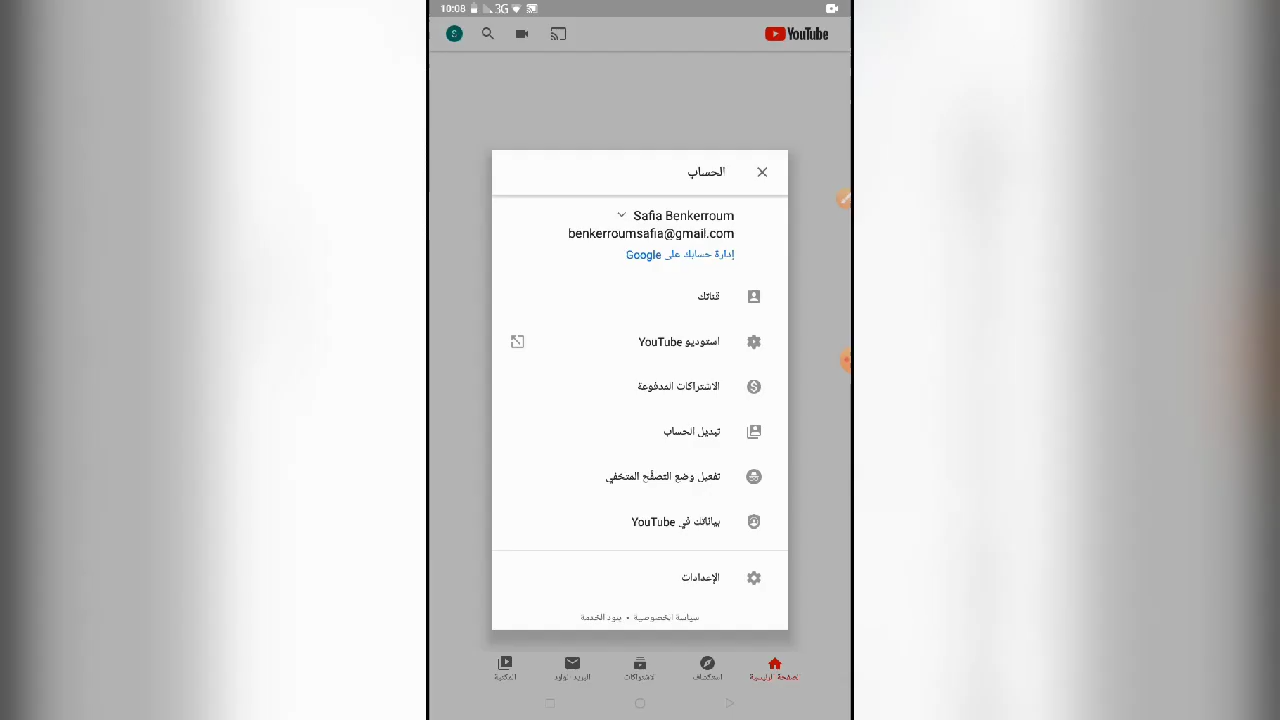 10:08 3G
YouTube
S
الحساب
Safia Benkerroum
benkerroumsafia@gmail.com
إدارة حسابك على Google
قناتك
استوديو YouTube
الاشتراكات المدفوعة
تبديل الحساب
تفعيل وضع التصفّح المتخفي
بياناتك في YouTube
الإعدادات
سياسة الخصوصية • بنود الخدمة
الصفحة الرئيسية
استكشاف
الاشتراكات
البريد الوارد
المكتبة